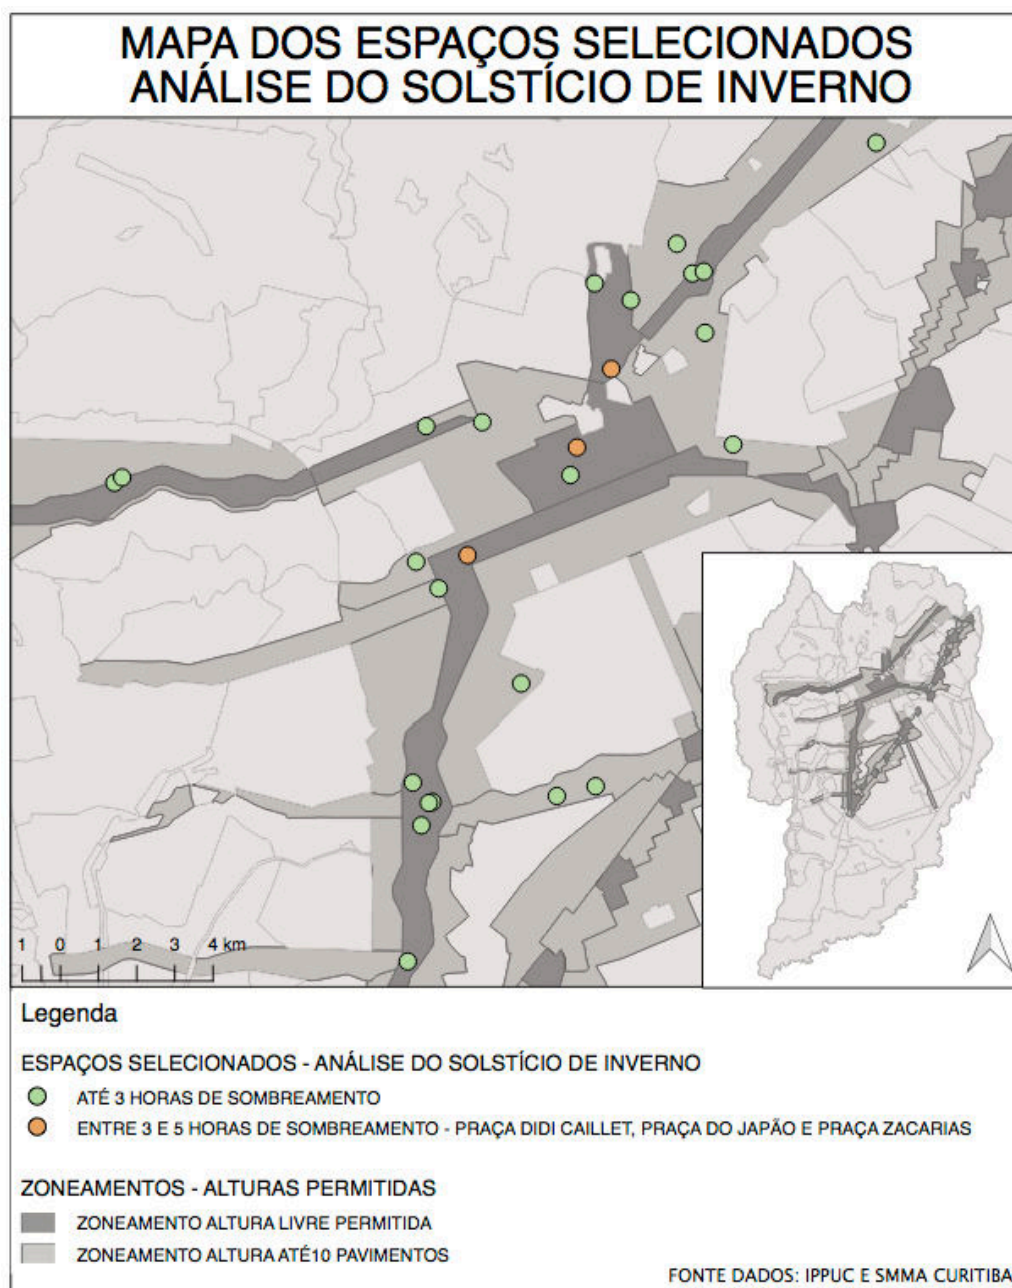 MAPA DOS ESPAÇOS SELECIONADOS
ANÁLISE DO SOLSTÍCIO DE INVERNO
1 0 1 2 3 4 km
Legenda
ESPAÇOS SELECIONADOS - ANÁLISE DO SOLSTÍCIO DE INVERNO
ATÉ 3 HORAS DE SOMBREAMENTO
ENTRE 3 E 5 HORAS DE SOMBREAMENTO - PRAÇA DIDI CAILLET, PRAÇA DO JAPÃO E PRAÇA ZACARIAS
ZONEAMENTOS - ALTURAS PERMITIDAS
ZONEAMENTO ALTURA LIVRE PERMITIDA
ZONEAMENTO ALTURA ATÉ10 PAVIMENTOS
FONTE DADOS: IPPUC E SMMA CURITIBA